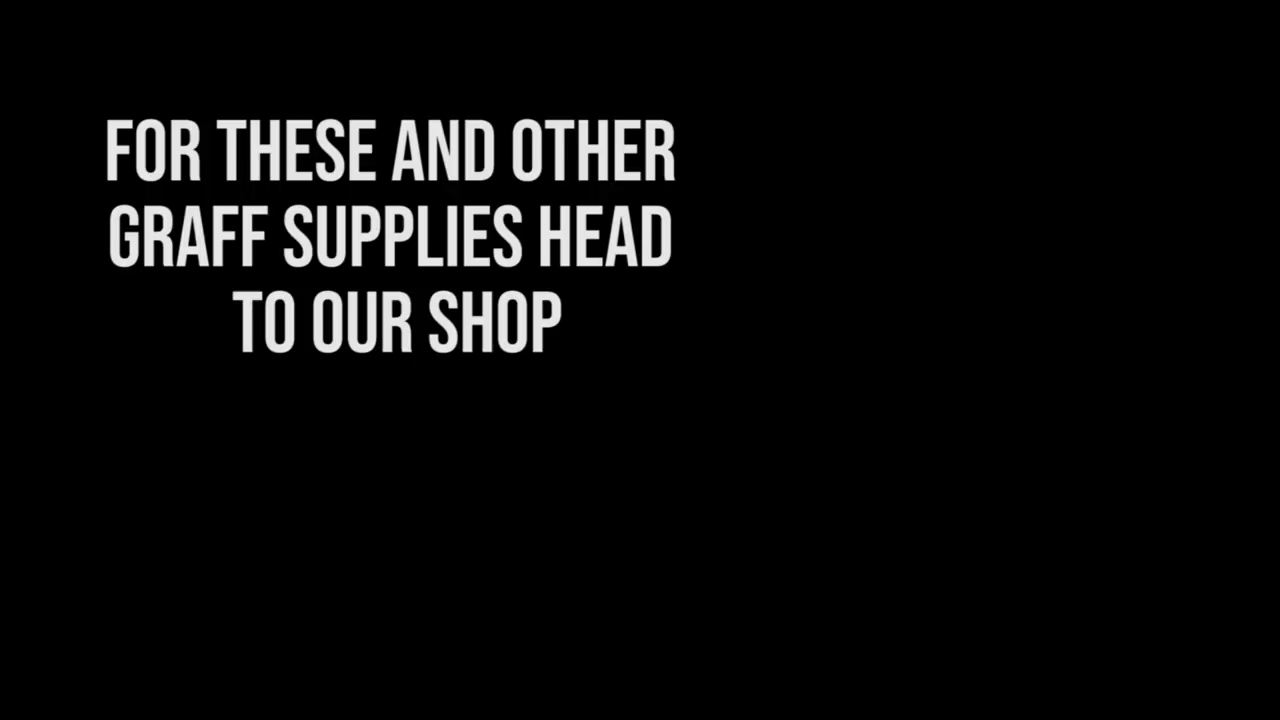 FOR THESE AND OTHER
GRAFF SUPPLIES HEAD
TO OUR SHOP